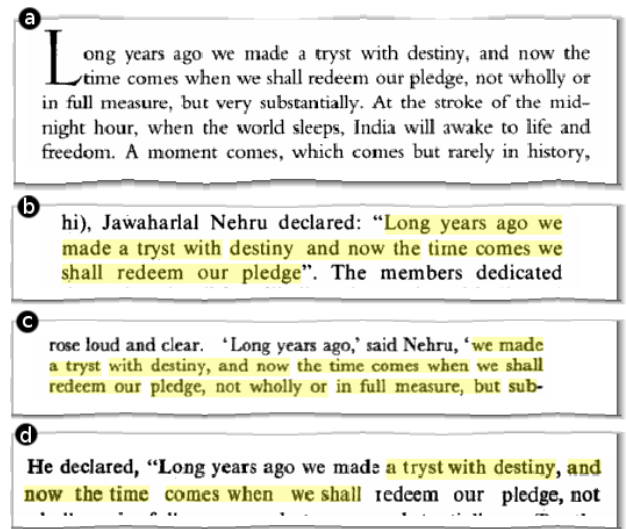 a
Long years ago we made a tryst with destiny, and now the
time comes when we shall redeem our pledge, not wholly or
in full measure, but very substantially. At the stroke of the mid-
night hour, when the world sleeps, India will awake to life and
freedom. A moment comes, which comes but rarely in history,
b
hi), Jawaharlal Nehru declared: “Long years ago we
made a tryst with destiny and now the time comes we
shall redeem our pledge”. The members dedicated
c
rose loud and clear. ‘Long years ago,’ said Nehru, ‘we made
a tryst with destiny, and now the time comes when we shall
redeem our pledge, not wholly or in full measure, but sub-
d
He declared, “Long years ago we made a tryst with destiny, and
now the time comes when we shall redeem our pledge, not